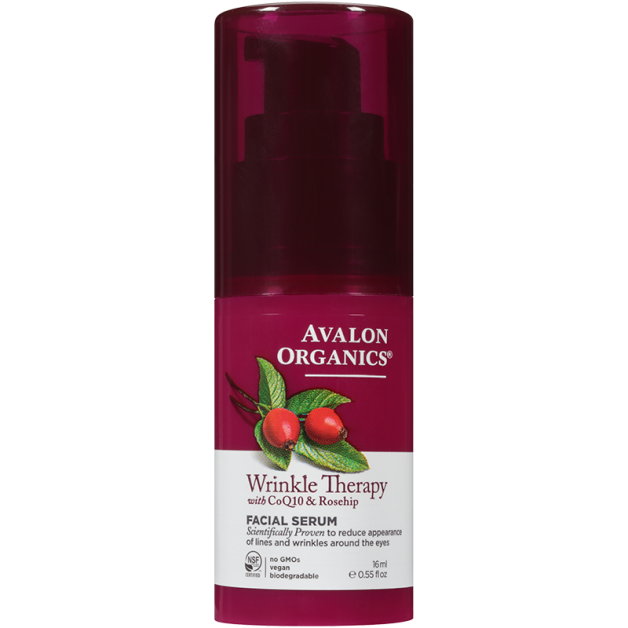 AVALON
ORGANICS®
Wrinkle Therapy
with CoQ10 & Rosehip
FACIAL SERUM
Scientifically Proven to reduce appearance
of lines and wrinkles around the eyes
NSF
CERTIFIED
no GMOs
vegan
biodegradable
16ml
℮ 0.55 fl oz